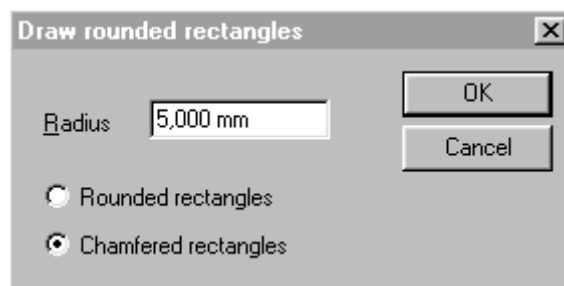 Draw rounded rectangles
OK
Radius 5,000 mm
Cancel
Rounded rectangles
Chamfered rectangles